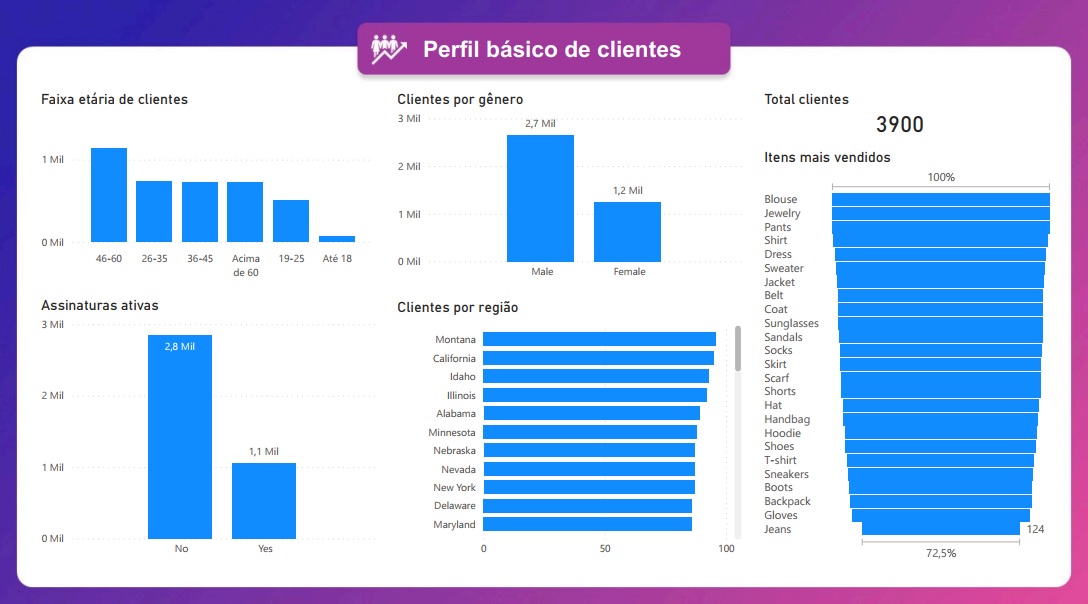 Perfil básico de clientes
Faixa etária de clientes
1 Mil
0 Mil
46-60
26-35
36-45
Acima
de 60
19-25
Até 18
Clientes por gênero
3 Mil
2,7 Mil
2 Mil
1,2 Mil
1 Mil
0 Mil
Male
Female
Total clientes
3900
Itens mais vendidos
100%
Blouse
Jewelry
Pants
Shirt
Dress
Sweater
Jacket
Belt
Coat
Sunglasses
Sandals
Socks
Skirt
Scarf
Shorts
Hat
Handbag
Hoodie
Shoes
T-shirt
Sneakers
Boots
Backpack
Gloves
Jeans
124
72,5%
Assinaturas ativas
3 Mil
2,8 Mil
2 Mil
1,1 Mil
1 Mil
0 Mil
No
Yes
Clientes por região
Montana
California
Idaho
Illinois
Alabama
Minnesota
Nebraska
Nevada
New York
Delaware
Maryland
0
50
100